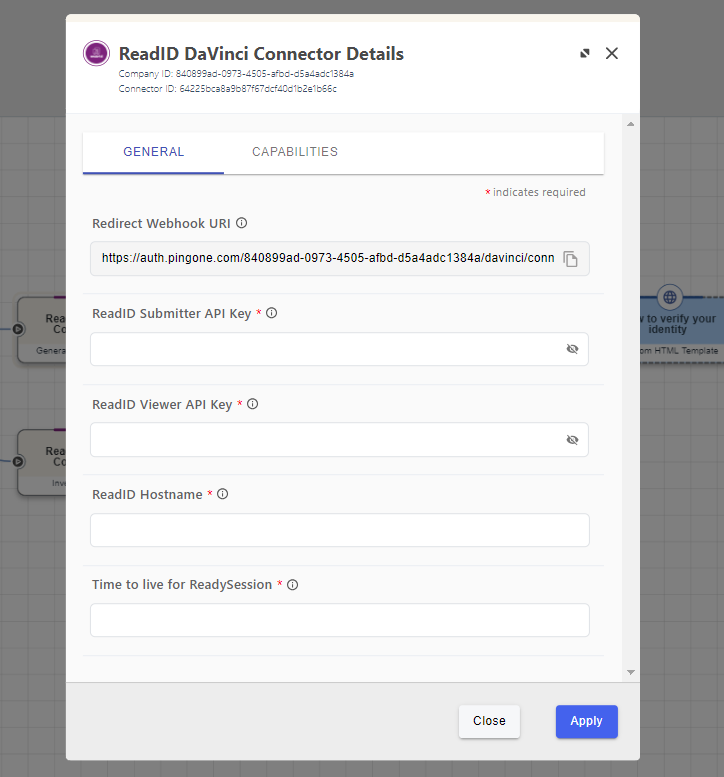 ReadID DaVinci Connector Details
Company ID: 840899ad-0973-4505-afbd-d5a4adc1384a
Connector ID: 64225bca8a9b87f67dcf40d1b2e1b66c
GENERAL
CAPABILITIES
* indicates required
Redirect Webhook URI
https://auth.pingone.com/840899ad-0973-4505-afbd-d5a4adc1384a/davinci/conn
ReadID Submitter API Key *
ReadID Viewer API Key *
ReadID Hostname *
Time to live for ReadySession *
Close
Apply
Rea
Co
Genera
Rea
Co
Inve
w to verify your
identity
om HTML Template